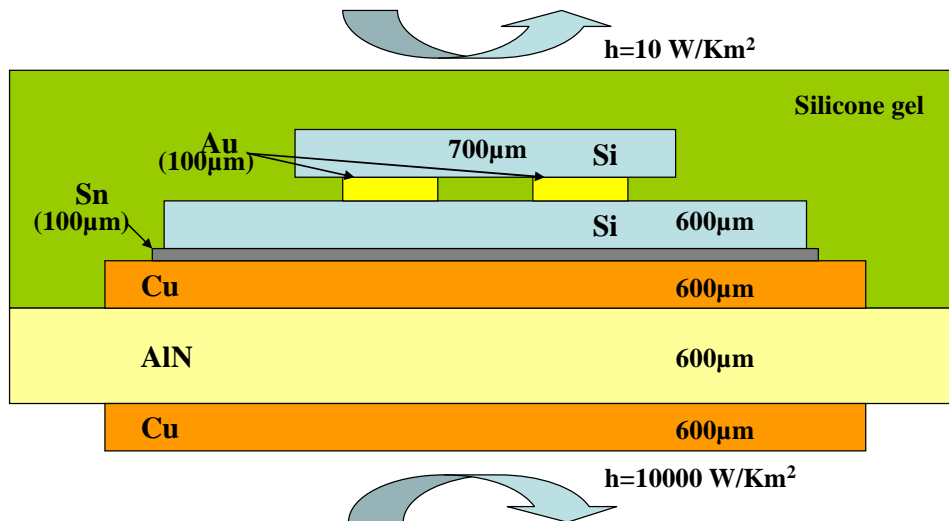 h=10 W/Km²
Silicone gel
Au
(100µm)
700µm
Si
Sn
(100µm)
Si
600µm
Cu
600µm
AlN
600µm
Cu
600µm
h=10000 W/Km²